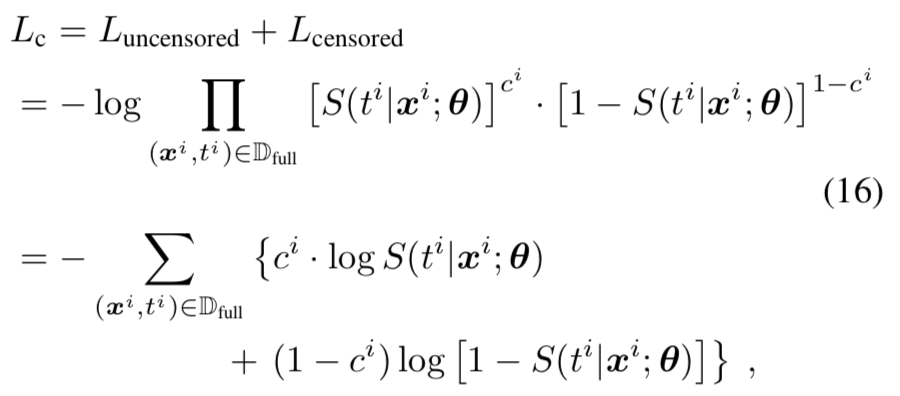 L_c = L_uncensored + L_censored
= − log ∏_{(x^i,t^i)∈𝔻_full} [S(t^i|x^i; θ)]^{c^i} · [1 − S(t^i|x^i; θ)]^{1−c^i}
(16)
= − ∑_{(x^i,t^i)∈𝔻_full} {c^i · log S(t^i|x^i; θ)
+ (1 − c^i) log [1 − S(t^i|x^i; θ)]} ,